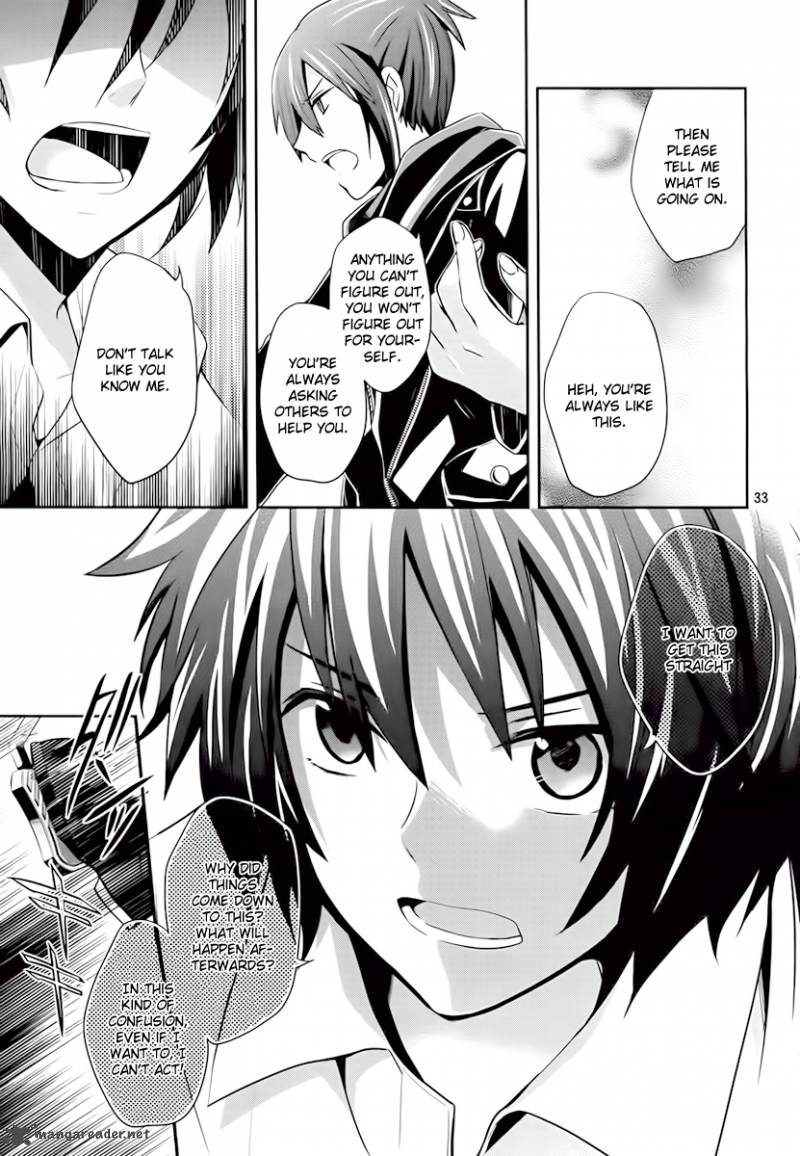 THEN
PLEASE
TELL ME
WHAT IS
GOING ON.
HEH, YOU'RE
ALWAYS LIKE
THIS.
ANYTHING
YOU CAN'T
FIGURE OUT,
YOU WON'T
FIGURE OUT
FOR YOUR-
SELF.
YOU'RE
ALWAYS
ASKING
OTHERS TO
HELP YOU.
DON'T TALK
LIKE YOU
KNOW ME.
33
I WANT TO
GET THIS
STRAIGHT
WHY DID
THINGS
COME DOWN
TO THIS?
WHAT WILL
HAPPEN AF-
TERWARDS?
IN THIS
KIND OF
CONFUSION,
EVEN IF I
WANT TO, I
CAN'T ACT!
mangareader.net